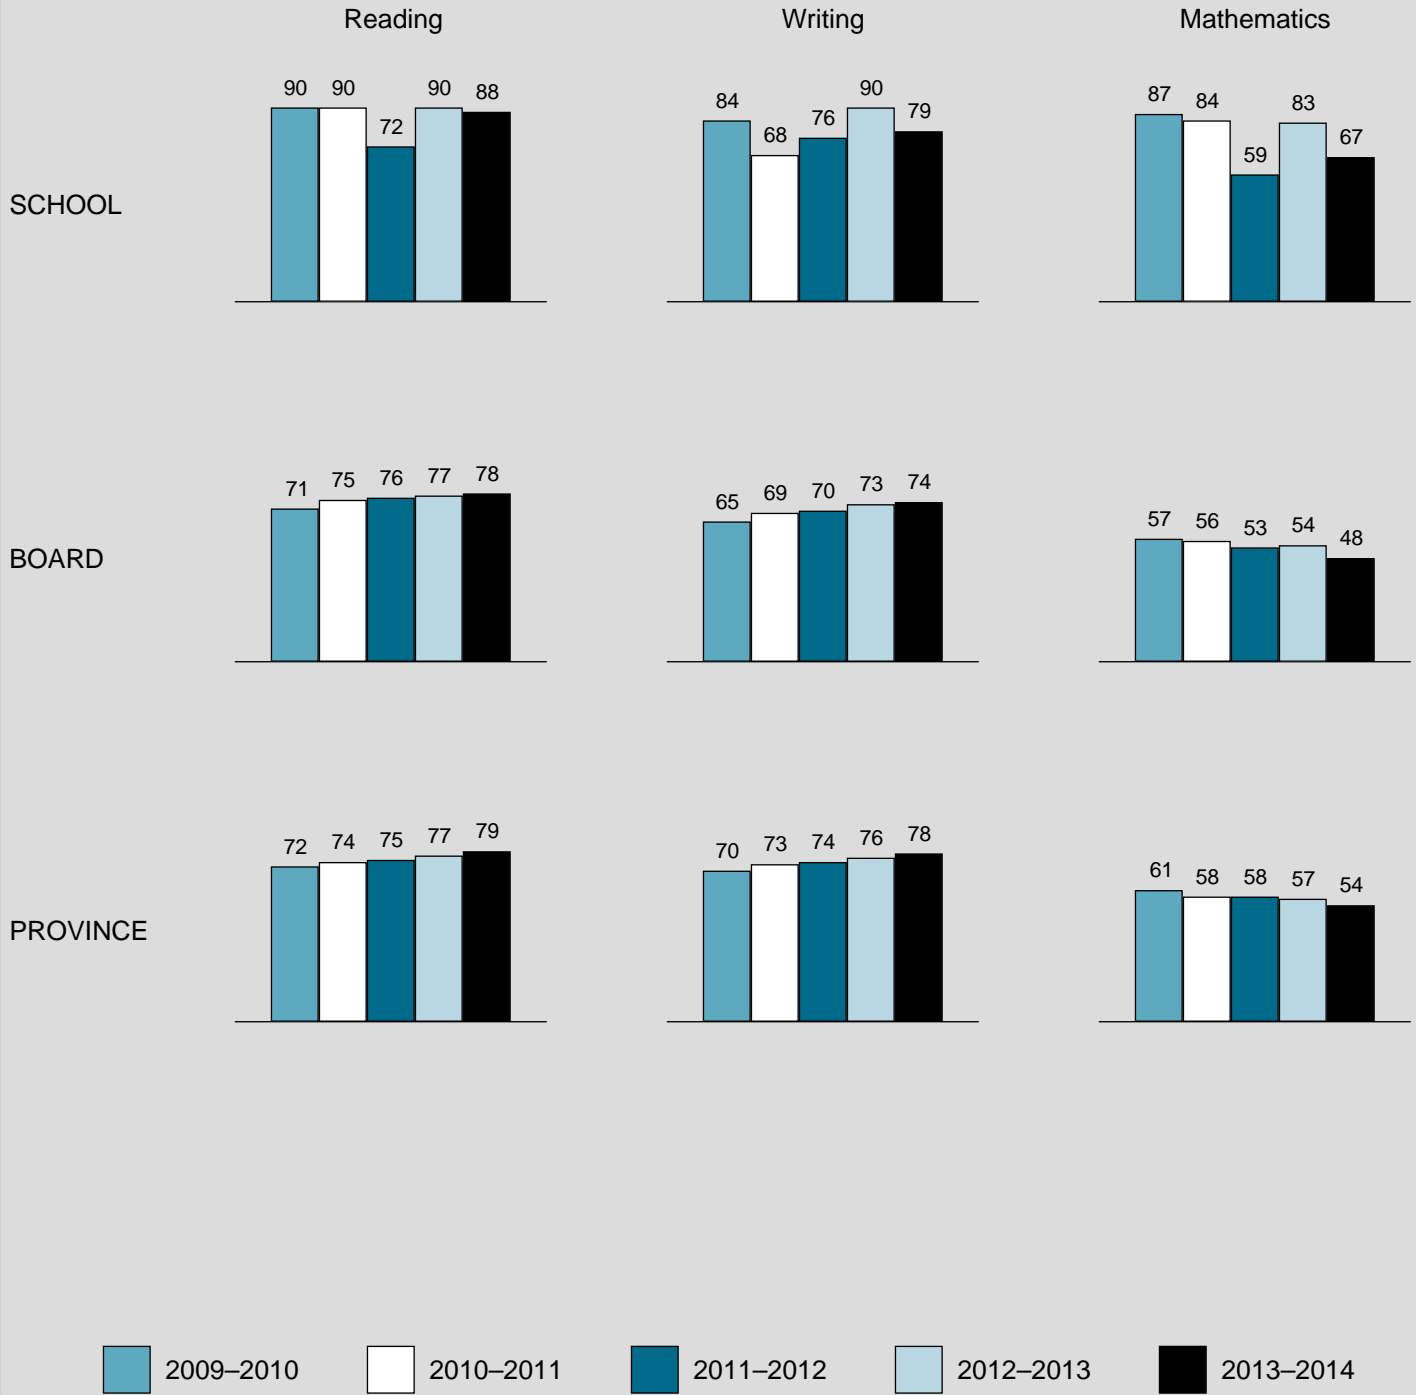 Reading Writing Mathematics
90 90 72 90 88
84 68 76 90 79
87 84 59 83 67
SCHOOL
71 75 76 77 78
65 69 70 73 74
57 56 53 54 48
BOARD
72 74 75 77 79
70 73 74 76 78
61 58 58 57 54
PROVINCE
2009–2010 2010–2011 2011–2012 2012–2013 2013–2014